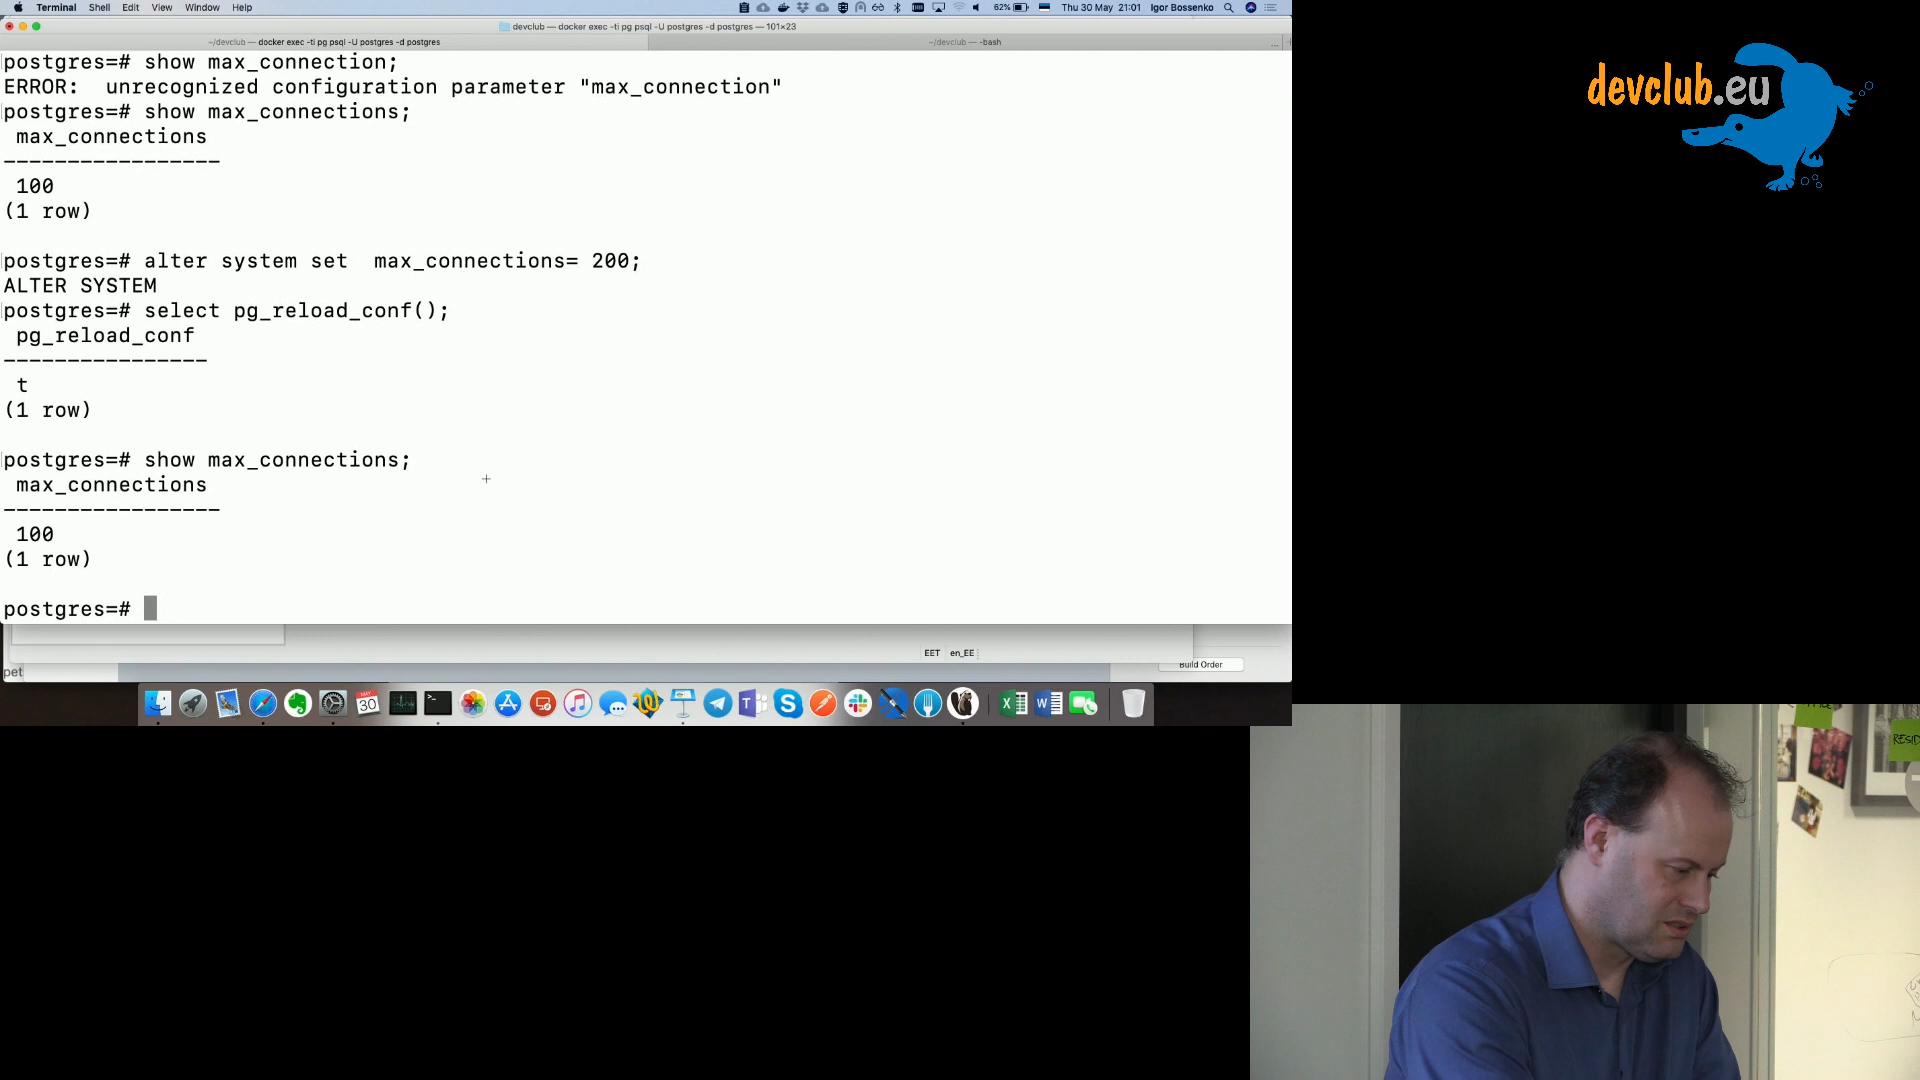 Terminal Shell Edit View Window Help 62% Thu 30 May 21:01 Igor Bossenko
devclub — docker exec -ti pg psql -U postgres -d postgres — 101×23
~/devclub — docker exec -ti pg psql -U postgres -d postgres ~/devclub — -bash
postgres=# show max_connection;
ERROR:  unrecognized configuration parameter "max_connection"
postgres=# show max_connections;
 max_connections
-----------------
 100
(1 row)
postgres=# alter system set  max_connections= 200;
ALTER SYSTEM
postgres=# select pg_reload_conf();
 pg_reload_conf
----------------
 t
(1 row)
postgres=# show max_connections;
 max_connections
-----------------
 100
(1 row)
postgres=#
EET en_EE
pet Build Order
MAY
30
devclub.eu
RESID